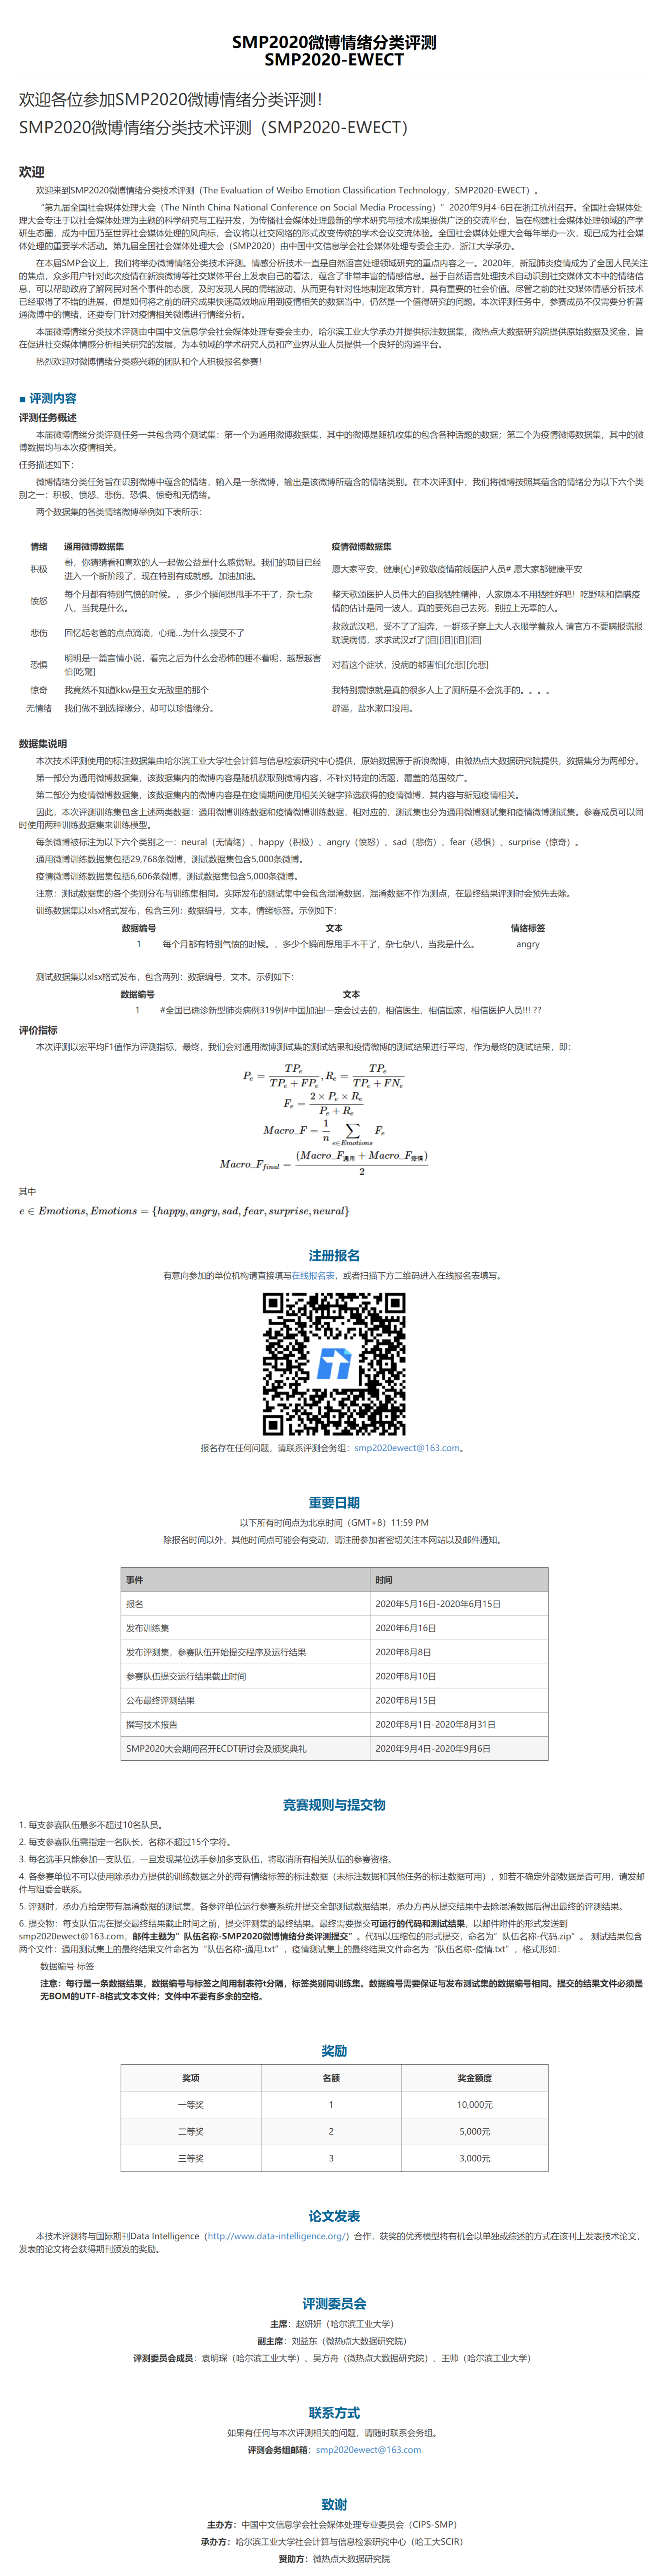 SMP2020微博情绪分类评测
SMP2020-EWECT
欢迎各位参加SMP2020微博情绪分类评测！
SMP2020微博情绪分类技术评测（SMP2020-EWECT）
欢迎
欢迎来到SMP2020微博情绪分类技术评测（The Evaluation of Weibo Emotion Classification Technology，SMP2020-EWECT）。
“第九届全国社会媒体处理大会（The Ninth China National Conference on Social Media Processing）”2020年9月4-6日在浙江杭州召开。全国社会媒体处
理大会专注于以社会媒体处理为主题的科学研究与工程开发，为传播社会媒体处理最新的学术研究与技术成果提供广泛的交流平台，旨在构建社会媒体处理领域的产学
研生态圈，成为中国乃至世界社会媒体处理的风向标，会议将以社交网络的形式改变传统的学术会议交流体验。全国社会媒体处理大会每年举办一次，现已成为社会媒
体处理的重要学术活动。第九届全国社会媒体处理大会（SMP2020）由中国中文信息学会社会媒体处理专委会主办，浙江大学承办。
在本届SMP会议上，我们将举办微博情绪分类技术评测。情感分析技术一直是自然语言处理领域研究的重点内容之一。2020年，新冠肺炎疫情成为了全国人民关注
的焦点，众多用户针对此次疫情在新浪微博等社交媒体平台上发表自己的看法，蕴含了非常丰富的情感信息。基于自然语言处理技术自动识别社交媒体文本中的情绪信
息，可以帮助政府了解网民对各个事件的态度，及时发现人民的情绪波动，从而更有针对性地制定政策方针，具有重要的社会价值。尽管之前的社交媒体情感分析技术
已经取得了不错的进展，但是如何将之前的研究成果快速高效地应用到疫情相关的数据当中，仍然是一个值得研究的问题。本次评测任务中，参赛成员不仅需要分析普
通微博中的情绪，还要专门针对疫情相关微博进行情绪分析。
本届微博情绪分类技术评测由中国中文信息学会社会媒体处理专委会主办，哈尔滨工业大学承办并提供标注数据集，微热点大数据研究院提供原始数据及奖金，旨
在促进社交媒体情感分析相关研究的发展，为本领域的学术研究人员和产业界从业人员提供一个良好的沟通平台。
热烈欢迎对微博情绪分类感兴趣的团队和个人积极报名参赛！
■ 评测内容
评测任务概述
本届微博情绪分类评测任务一共包含两个测试集：第一个为通用微博数据集，其中的微博是随机收集的包含各种话题的数据；第二个为疫情微博数据集，其中的微
博数据均与本次疫情相关。
任务描述如下：
微博情绪分类任务旨在识别微博中蕴含的情绪，输入是一条微博，输出是该微博所蕴含的情绪类别。在本次评测中，我们将微博按照其蕴含的情绪分为以下六个类
别之一：积极、愤怒、悲伤、恐惧、惊奇和无情绪。
两个数据集的各类情绪微博举例如下表所示：
情绪 通用微博数据集 疫情微博数据集
积极 哥，你猜猜看和喜欢的人一起做公益是什么感觉呢。我们的项目已经进入一个新阶段了，现在特别有成就感。加油加油。 愿大家平安、健康[心]#致敬疫情前线医护人员# 愿大家都健康平安
愤怒 每个月都有特别气愤的时候。，多少个瞬间想甩手不干了，杂七杂八，当我是什么。 整天歌颂医护人员伟大的自我牺牲精神，人家原本不用牺牲好吧！吃野味和隐瞒疫情的估计是同一波人，真的要死自己去死，别拉上无辜的人。
悲伤 回忆起老爸的点点滴滴，心痛...为什么.接受不了 救救武汉吧，受不了了泪奔，一群孩子穿上大人衣服学着救人 请官方不要瞒报谎报耽误病情，求求武汉zf了[泪][泪][泪][泪]
恐惧 明明是一篇言情小说，看完之后为什么会恐怖的睡不着呢，越想越害怕[吃驚] 对着这个症状，没病的都害怕[允悲][允悲]
惊奇 我竟然不知道kkw是丑女无敌里的那个 我特别震惊就是真的很多人上了厕所是不会洗手的。。。。
无情绪 我们做不到选择缘分，却可以珍惜缘分。 辟谣，盐水漱口没用。
数据集说明
本次技术评测使用的标注数据集由哈尔滨工业大学社会计算与信息检索研究中心提供，原始数据源于新浪微博，由微热点大数据研究院提供，数据集分为两部分。
第一部分为通用微博数据集，该数据集内的微博内容是随机获取到微博内容，不针对特定的话题，覆盖的范围较广。
第二部分为疫情微博数据集，该数据集内的微博内容是在疫情期间使用相关关键字筛选获得的疫情微博，其内容与新冠疫情相关。
因此，本次评测训练集包含上述两类数据：通用微博训练数据和疫情微博训练数据，相对应的，测试集也分为通用微博测试集和疫情微博测试集。参赛成员可以同
时使用两种训练数据集来训练模型。
每条微博被标注为以下六个类别之一：neural（无情绪）、happy（积极）、angry（愤怒）、sad（悲伤）、fear（恐惧）、surprise（惊奇）。
通用微博训练数据集包括29,768条微博，测试数据集包含5,000条微博。
疫情微博训练数据集包括6,606条微博，测试数据集包含5,000条微博。
注意：测试数据集的各个类别分布与训练集相同。实际发布的测试集中会包含混淆数据，混淆数据不作为测点，在最终结果评测时会预先去除。
训练数据集以xlsx格式发布，包含三列：数据编号，文本，情绪标签。示例如下：
数据编号 文本 情绪标签
1 每个月都有特别气愤的时候。，多少个瞬间想甩手不干了，杂七杂八，当我是什么。 angry
测试数据集以xlsx格式发布，包含两列：数据编号，文本。示例如下：
数据编号 文本
1 #全国已确诊新型肺炎病例319例#中国加油!一定会过去的，相信医生，相信国家，相信医护人员!!! ??
评价指标
本次评测以宏平均F1值作为评测指标，最终，我们会对通用微博测试集的测试结果和疫情微博的测试结果进行平均，作为最终的测试结果，即：
P_e = TP_e / (TP_e + FP_e), R_e = TP_e / (TP_e + FN_e)
F_e = (2 × P_e × R_e) / (P_e + R_e)
Macro_F = 1/n ∑_{e∈Emotions} F_e
Macro_F_final = (Macro_F_通用 + Macro_F_疫情) / 2
其中
e ∈ Emotions, Emotions = {happy, angry, sad, fear, surprise, neural}
注册报名
有意向参加的单位机构请直接填写在线报名表，或者扫描下方二维码进入在线报名表填写。
报名存在任何问题，请联系评测会务组：smp2020ewect@163.com。
重要日期
以下所有时间点为北京时间（GMT+8）11:59 PM
除报名时间以外，其他时间点可能会有变动，请注册参加者密切关注本网站以及邮件通知。
事件 时间
报名 2020年5月16日-2020年6月15日
发布训练集 2020年6月16日
发布评测集，参赛队伍开始提交程序及运行结果 2020年8月8日
参赛队伍提交运行结果截止时间 2020年8月10日
公布最终评测结果 2020年8月15日
撰写技术报告 2020年8月1日-2020年8月31日
SMP2020大会期间召开ECDT研讨会及颁奖典礼 2020年9月4日-2020年9月6日
竞赛规则与提交物
1. 每支参赛队伍最多不超过10名队员。
2. 每支参赛队伍需指定一名队长，名称不超过15个字符。
3. 每名选手只能参加一支队伍，一旦发现某位选手参加多支队伍，将取消所有相关队伍的参赛资格。
4. 各参赛单位不可以使用除承办方提供的训练数据之外的带有情绪标签的标注数据（未标注数据和其他任务的标注数据可用），如若不确定外部数据是否可用，请发邮
件与组委会联系。
5. 评测时，承办方给定带有混淆数据的测试集，各参评单位运行参赛系统并提交全部测试数据结果，承办方再从提交结果中去除混淆数据后得出最终的评测结果。
6. 提交物：每支队伍需在提交最终结果截止时间之前，提交评测集的最终结果。最终需要提交可运行的代码和测试结果，以邮件附件的形式发送到
smp2020ewect@163.com，邮件主题为”队伍名称-SMP2020微博情绪分类评测提交”。代码以压缩包的形式提交，命名为”队伍名称-代码.zip”。 测试结果包含
两个文件：通用测试集上的最终结果文件命名为“队伍名称-通用.txt”，疫情测试集上的最终结果文件命名为“队伍名称-疫情.txt”，格式形如：
数据编号 标签
注意：每行是一条数据结果，数据编号与标签之间用制表符t分隔，标签类别同训练集。数据编号需要保证与发布测试集的数据编号相同。提交的结果文件必须是
无BOM的UTF-8格式文本文件；文件中不要有多余的空格。
奖励
奖项 名额 奖金额度
一等奖 1 10,000元
二等奖 2 5,000元
三等奖 3 3,000元
论文发表
本技术评测将与国际期刊Data Intelligence（http://www.data-intelligence.org/）合作，获奖的优秀模型将有机会以单独或综述的方式在该刊上发表技术论文，
发表的论文将会获得期刊颁发的奖励。
评测委员会
主席：赵妍妍（哈尔滨工业大学）
副主席：刘益东（微热点大数据研究院）
评测委员会成员：袁明琛（哈尔滨工业大学）、吴方舟（微热点大数据研究院）、王帅（哈尔滨工业大学）
联系方式
如果有任何与本次评测相关的问题，请随时联系会务组。
评测会务组邮箱：smp2020ewect@163.com
致谢
主办方：中国中文信息学会社会媒体处理专业委员会（CIPS-SMP）
承办方：哈尔滨工业大学社会计算与信息检索研究中心（哈工大SCIR）
赞助方：微热点大数据研究院